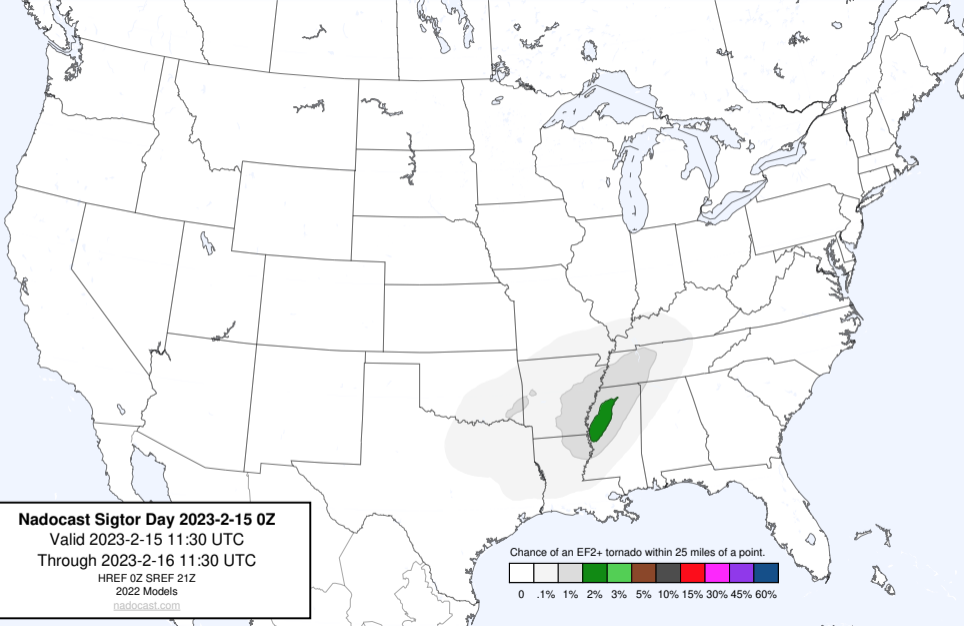 Nadocast Sigtor Day 2023-2-15 0Z
Valid 2023-2-15 11:30 UTC
Through 2023-2-16 11:30 UTC
HREF 0Z SREF 21Z
2022 Models
nadocast.com
Chance of an EF2+ tornado within 25 miles of a point.
0 .1% 1% 2% 3% 5% 10% 15% 30% 45% 60%